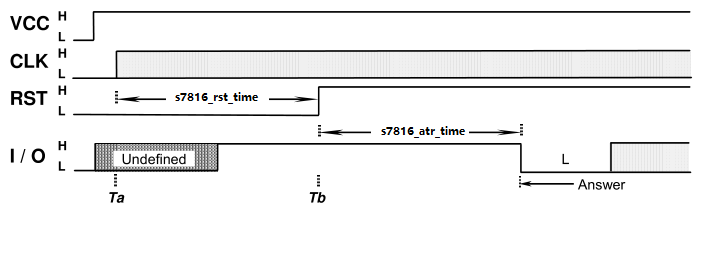 VCC H
L
CLK H
L
s7816_rst_time
RST H
L
s7816_atr_time
I / O H
L
Undefined
L
Answer
Ta
Tb